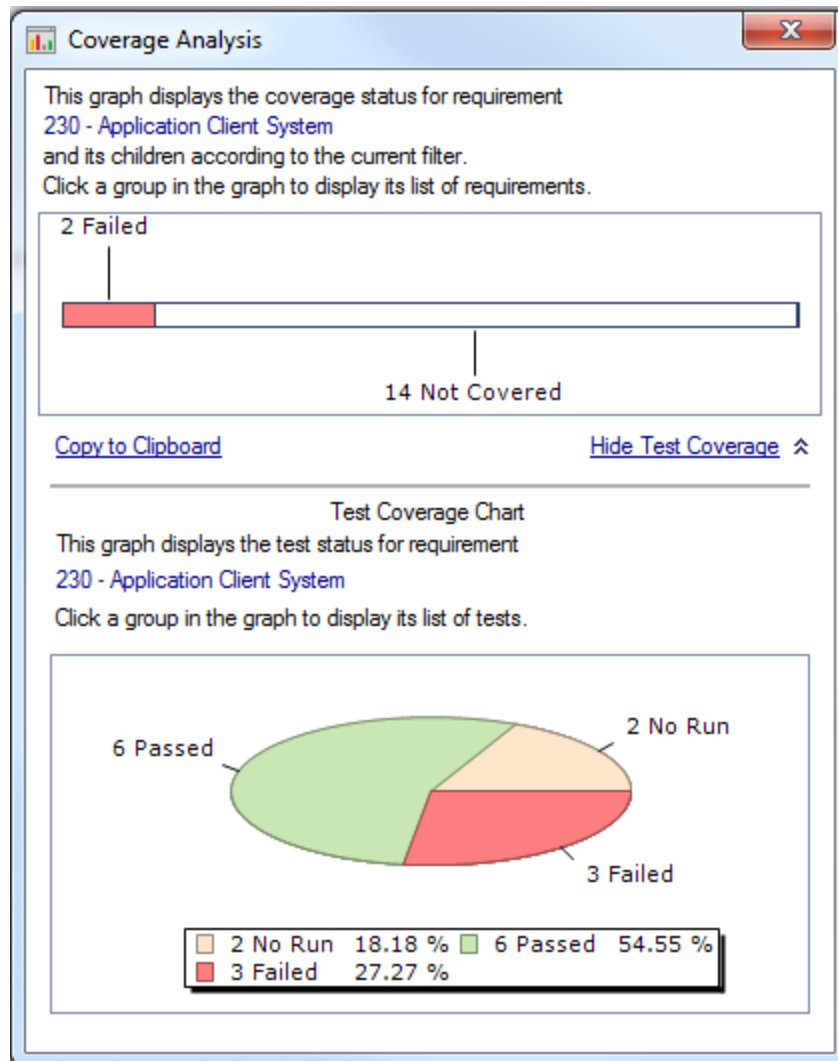 Coverage Analysis
This graph displays the coverage status for requirement
230 - Application Client System
and its children according to the current filter.
Click a group in the graph to display its list of requirements.
2 Failed
14 Not Covered
Copy to Clipboard Hide Test Coverage
Test Coverage Chart
This graph displays the test status for requirement
230 - Application Client System
Click a group in the graph to display its list of tests.
2 No Run
6 Passed
3 Failed
2 No Run 18.18 % 6 Passed 54.55 %
3 Failed 27.27 %